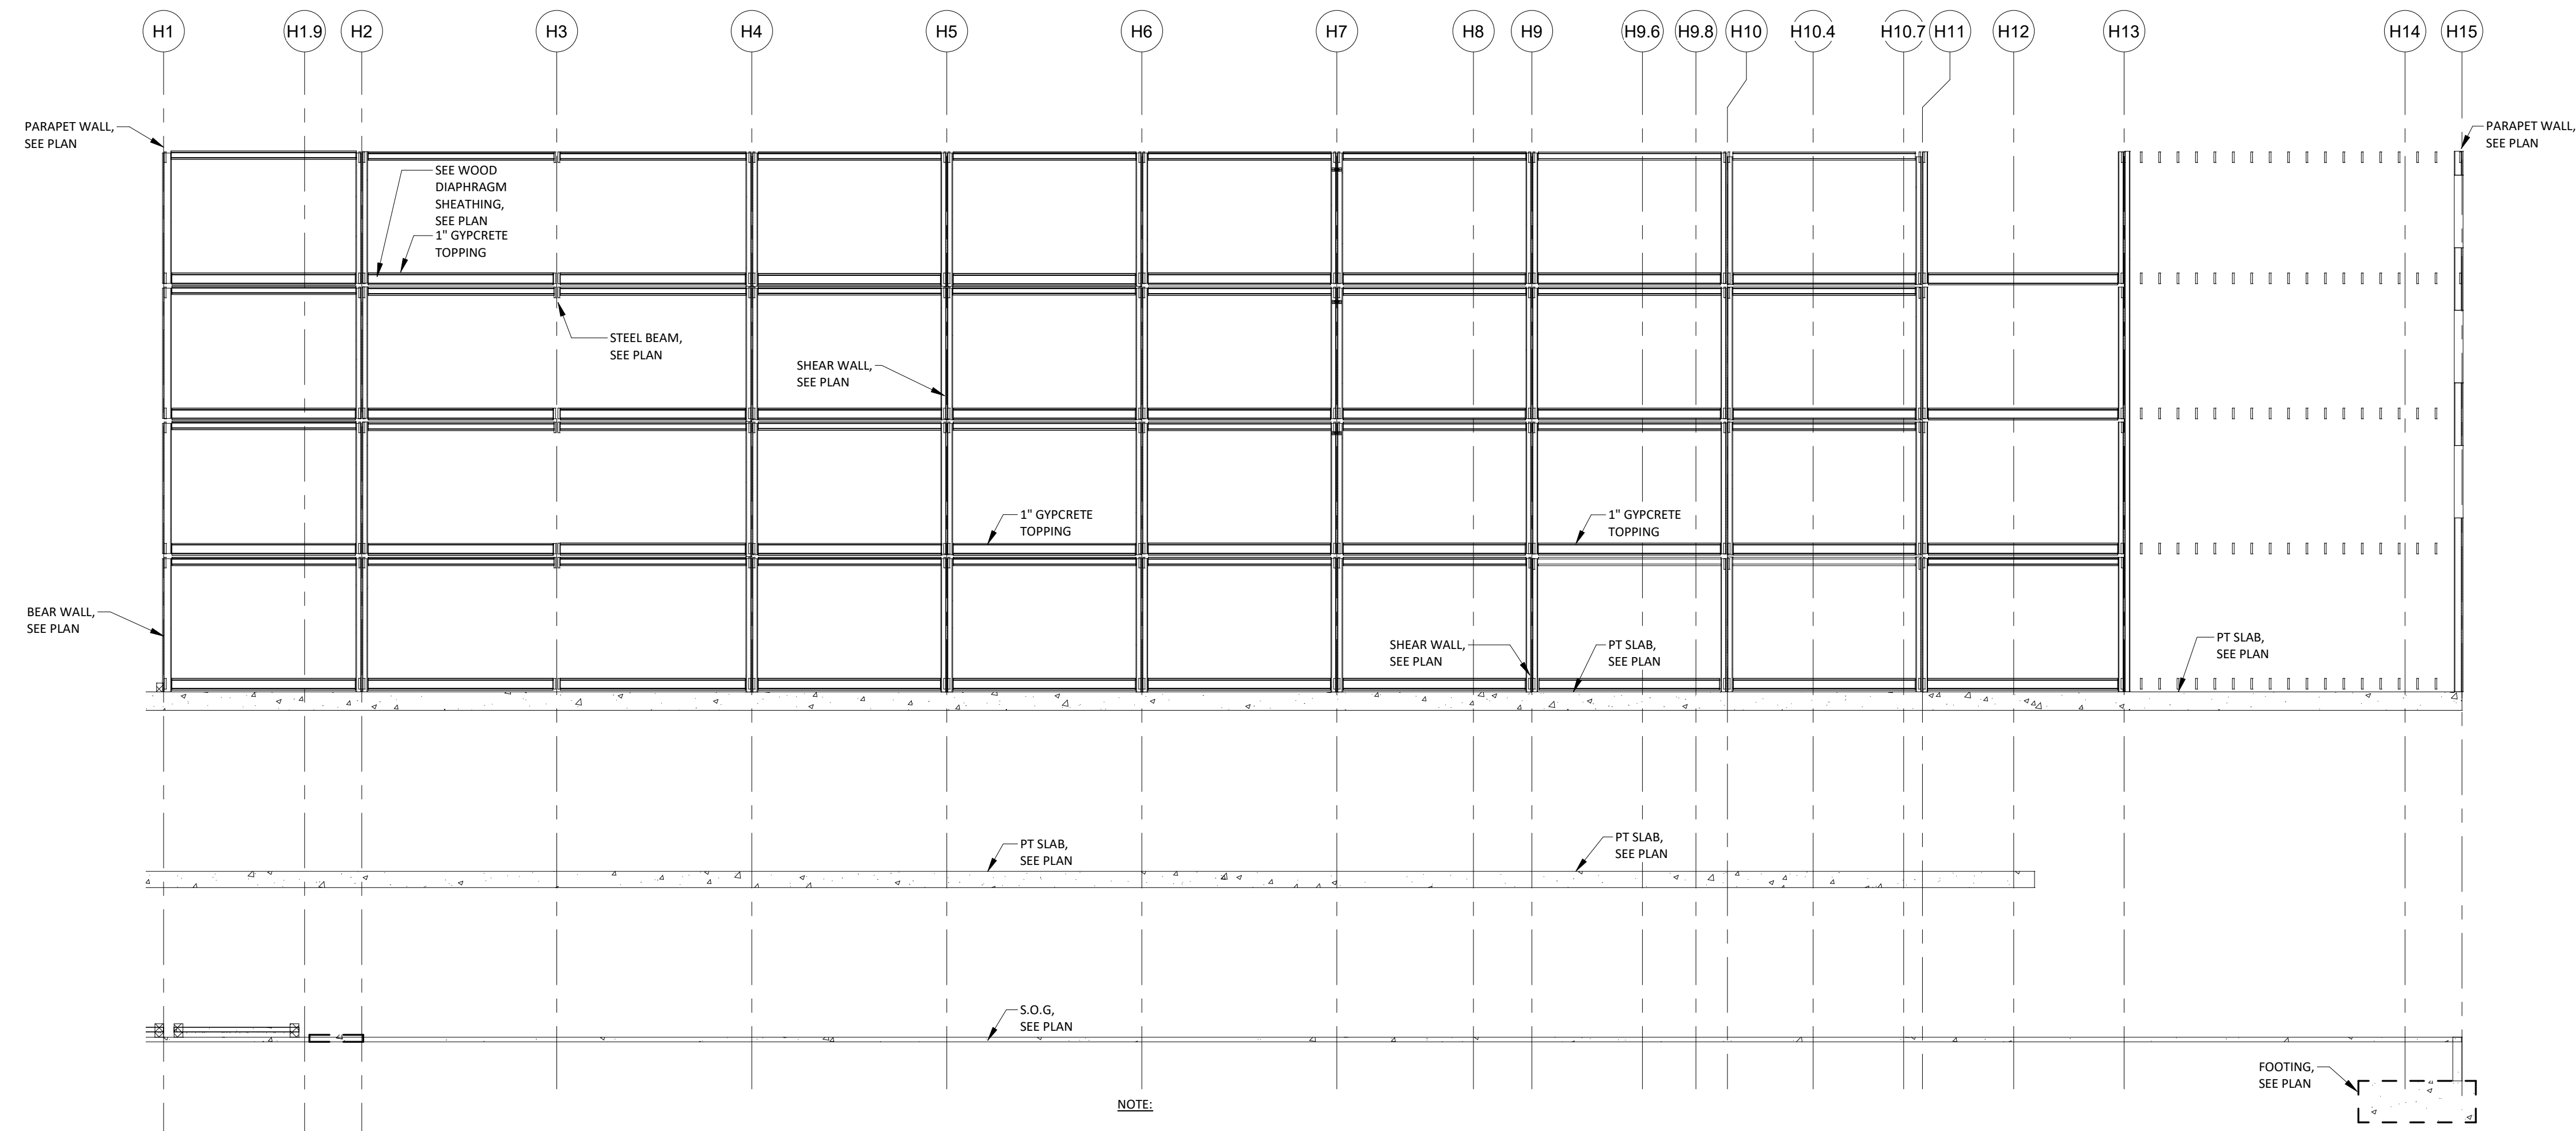 H1
H1.9
H2
H3
H4
H5
H6
H7
H8
H9
H9.6
H9.8
H10
H10.4
H10.7
H11
H12
H13
H14
H15
PARAPET WALL,
SEE PLAN
PARAPET WALL,
SEE PLAN
SEE WOOD
DIAPHRAGM
SHEATHING,
SEE PLAN
1" GYPCRETE
TOPPING
STEEL BEAM,
SEE PLAN
SHEAR WALL,
SEE PLAN
1" GYPCRETE
TOPPING
1" GYPCRETE
TOPPING
BEAR WALL,
SEE PLAN
SHEAR WALL,
SEE PLAN
PT SLAB,
SEE PLAN
PT SLAB,
SEE PLAN
PT SLAB,
SEE PLAN
PT SLAB,
SEE PLAN
S.O.G,
SEE PLAN
FOOTING,
SEE PLAN
NOTE: